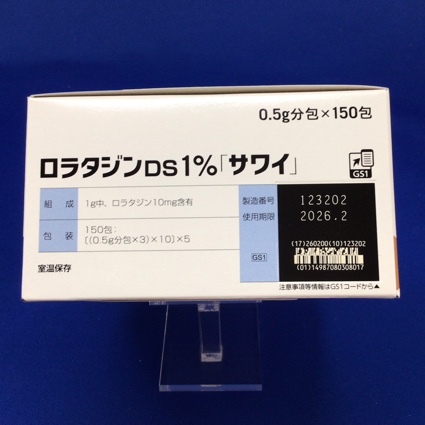 0.5g分包×150包
ロラタジンDS1%「サワイ」
GS1
組成 1g中、ロラタジン10mg含有
製造番号 123202
使用期限 2026.2
包装 150包:
[(0.5g分包×3)×10]×5
(17)260200(10)123202
GS1
(01)14987080308017
室温保存
注意事項等情報はGS1コードから▲